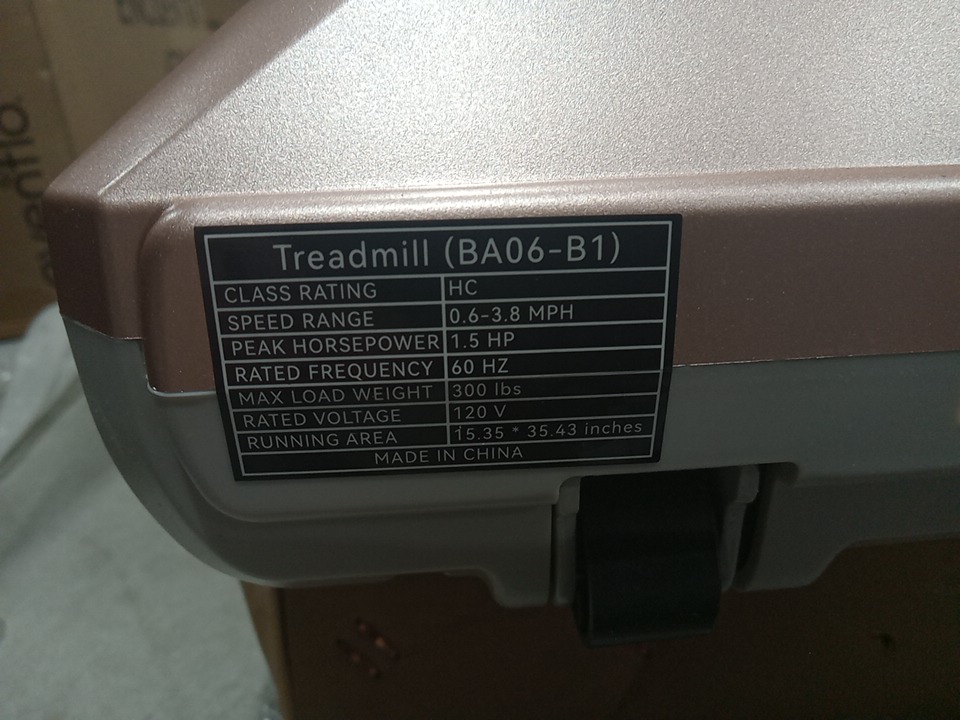 Treadmill (BA06-B1)
CLASS RATING HC
SPEED RANGE 0.6-3.8 MPH
PEAK HORSEPOWER 1.5 HP
RATED FREQUENCY 60 HZ
MAX LOAD WEIGHT 300 lbs
RATED VOLTAGE 120 V
RUNNING AREA 15.35 * 35.43 inches
MADE IN CHINA
evenflo